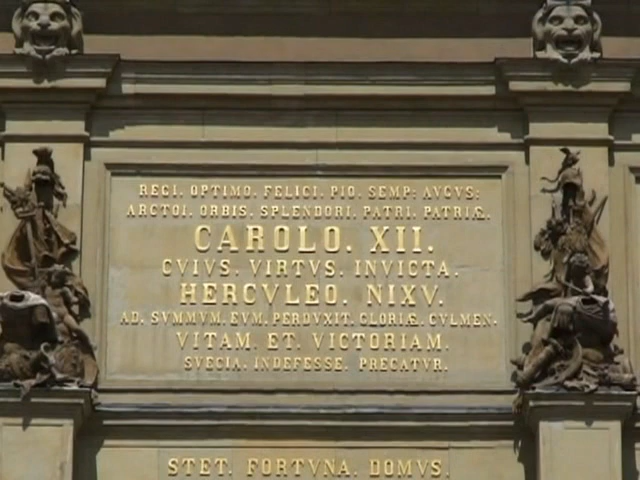 REGI. OPTIMO. FELICI. PIO. SEMP: AVGVS:
ARCTOI. ORBIS. SPLENDORI. PATRI. PATRIÆ.
CAROLO. XII.
CVIVS. VIRTVS. INVICTA.
HERCVLEO. NIXV.
AD. SVMMVM. EVM. PERDVXIT. GLORIÆ. CVLMEN.
VITAM. ET. VICTORIAM.
SVECIA. INDEFESSE. PRECATVR.
STET. FORTVNA. DOMVS.